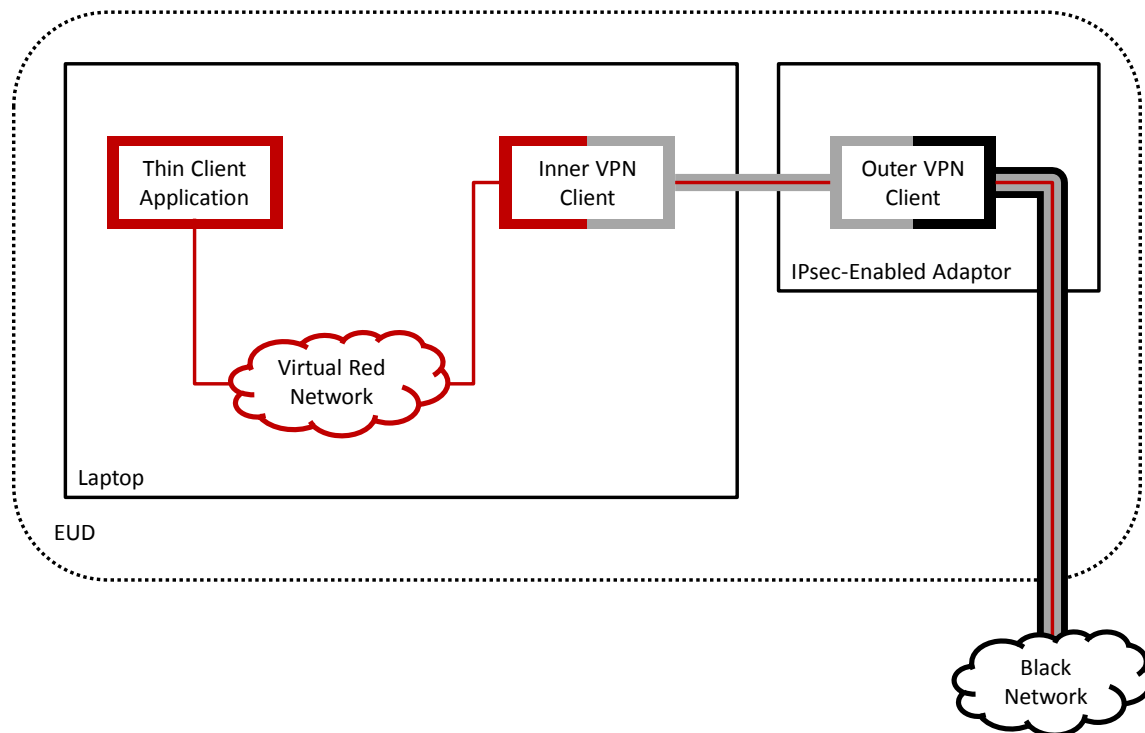 Thin Client
Application
Inner VPN
Client
Outer VPN
Client
IPsec-Enabled Adaptor
Virtual Red
Network
Laptop
EUD
Black
Network